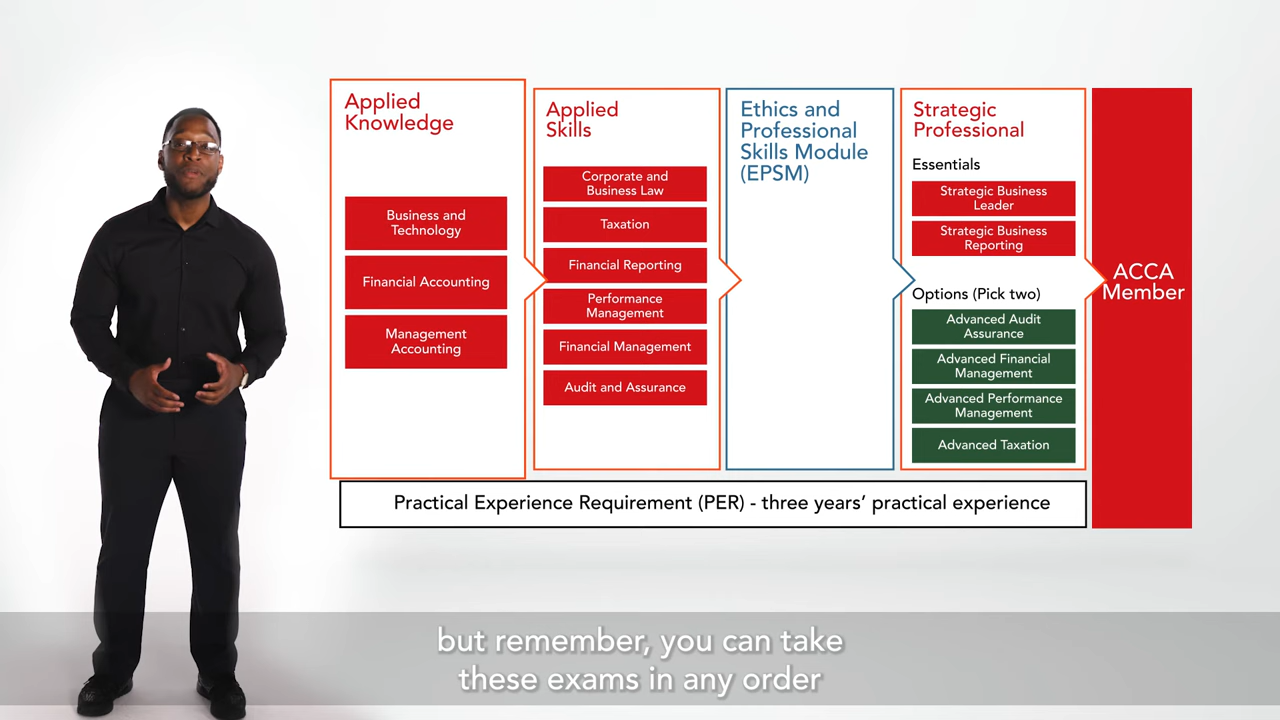 Applied
Knowledge
Business and
Technology
Financial Accounting
Management
Accounting
Applied
Skills
Corporate and
Business Law
Taxation
Financial Reporting
Performance
Management
Financial Management
Audit and Assurance
Ethics and
Professional
Skills Module
(EPSM)
Strategic
Professional
Essentials
Strategic Business
Leader
Strategic Business
Reporting
Options (Pick two)
Advanced Audit
Assurance
Advanced Financial
Management
Advanced Performance
Management
Advanced Taxation
ACCA
Member
Practical Experience Requirement (PER) - three years’ practical experience
but remember, you can take
these exams in any order